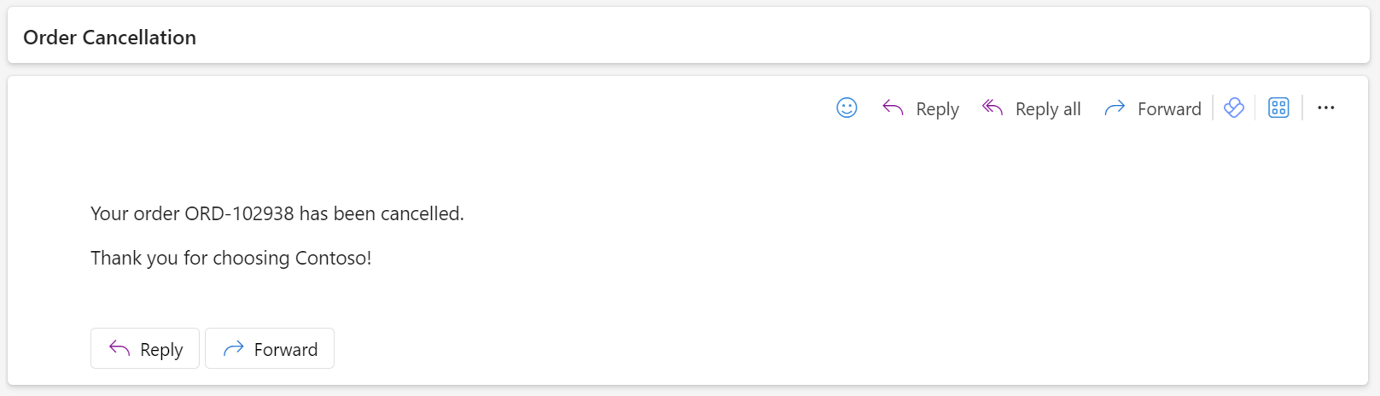 Order Cancellation
Reply Reply all Forward
Your order ORD-102938 has been cancelled.
Thank you for choosing Contoso!
Reply Forward